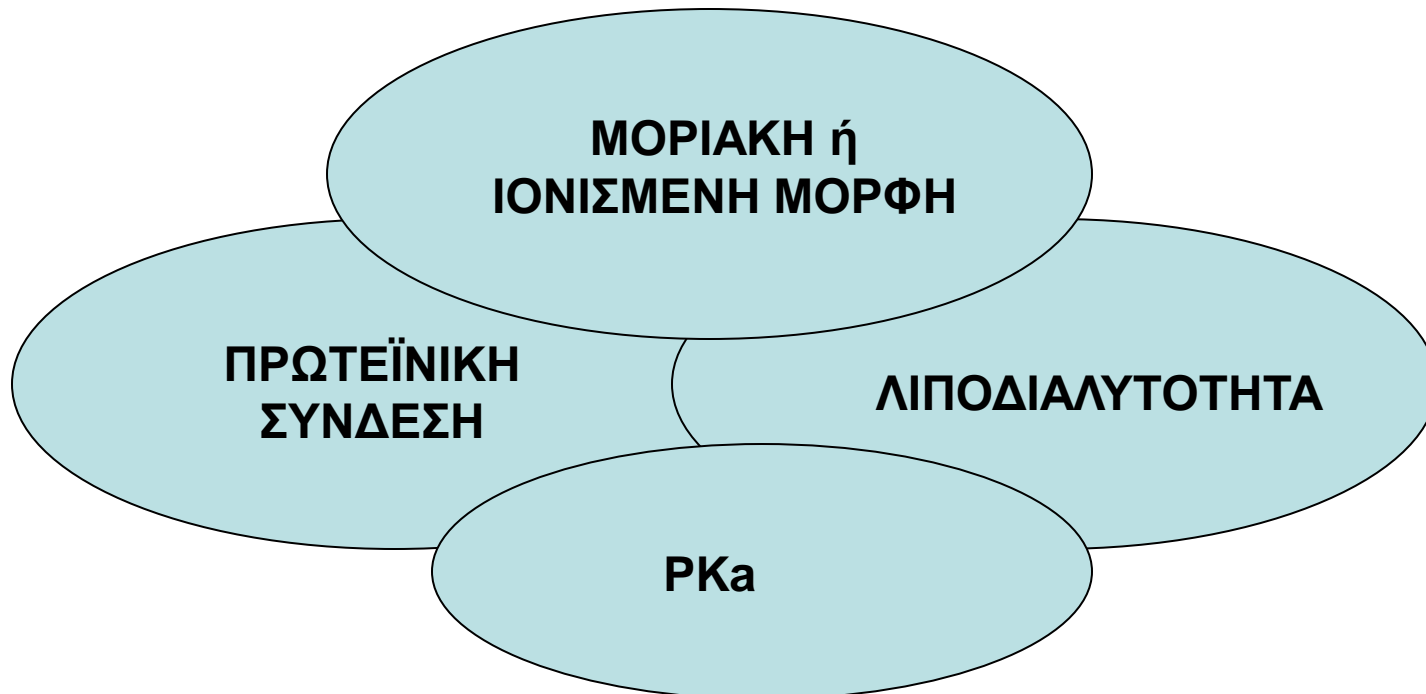 ΜΟΡΙΑΚΗ ή
ΙΟΝΙΣΜΕΝΗ ΜΟΡΦΗ
ΠΡΩΤΕΪΝΙΚΗ
ΣΥΝΔΕΣΗ
ΛΙΠΟΔΙΑΛΥΤΟΤΗΤΑ
PKa